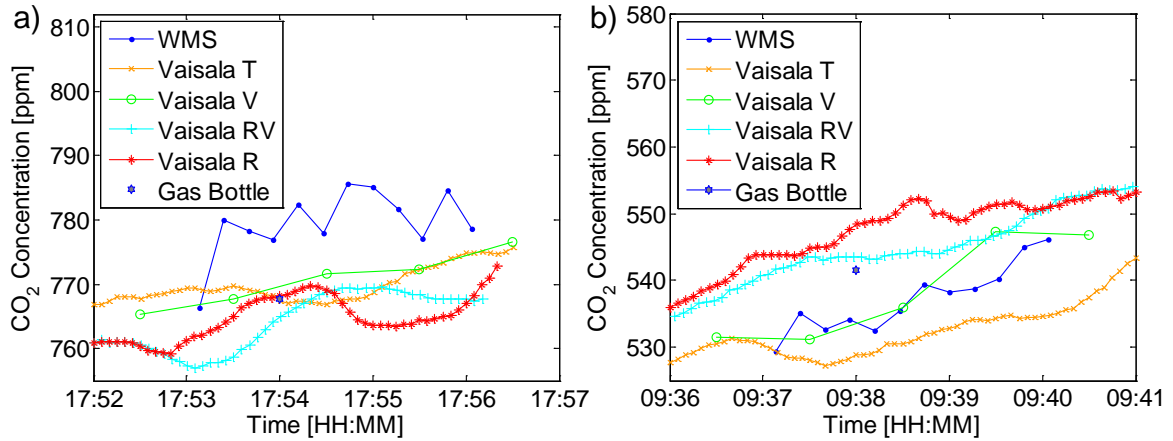 a)
CO2 Concentration [ppm]
810
800
790
780
770
760
WMS
Vaisala T
Vaisala V
Vaisala RV
Vaisala R
Gas Bottle
17:52 17:53 17:54 17:55 17:56 17:57
Time [HH:MM]
b)
CO2 Concentration [ppm]
580
570
560
550
540
530
WMS
Vaisala T
Vaisala V
Vaisala RV
Vaisala R
Gas Bottle
09:36 09:37 09:38 09:39 09:40 09:41
Time [HH:MM]